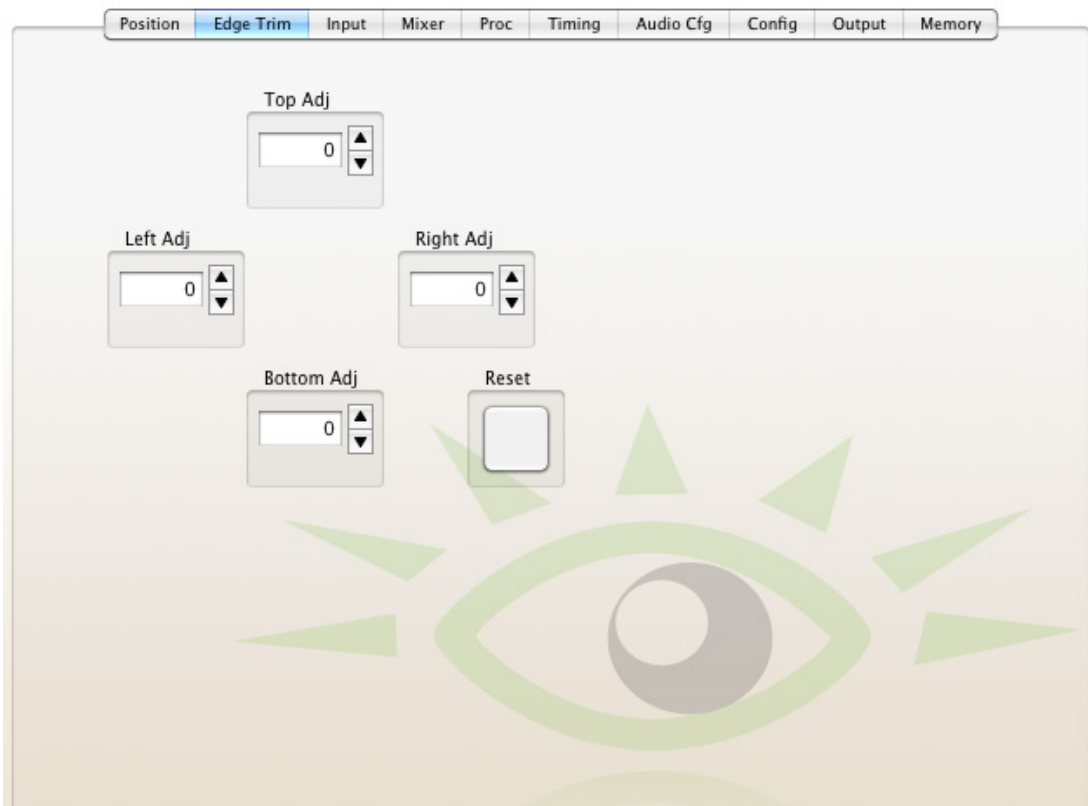 Position Edge Trim Input Mixer Proc Timing Audio Cfg Config Output Memory
Top Adj
0
Left Adj Right Adj
0 0
Bottom Adj Reset
0